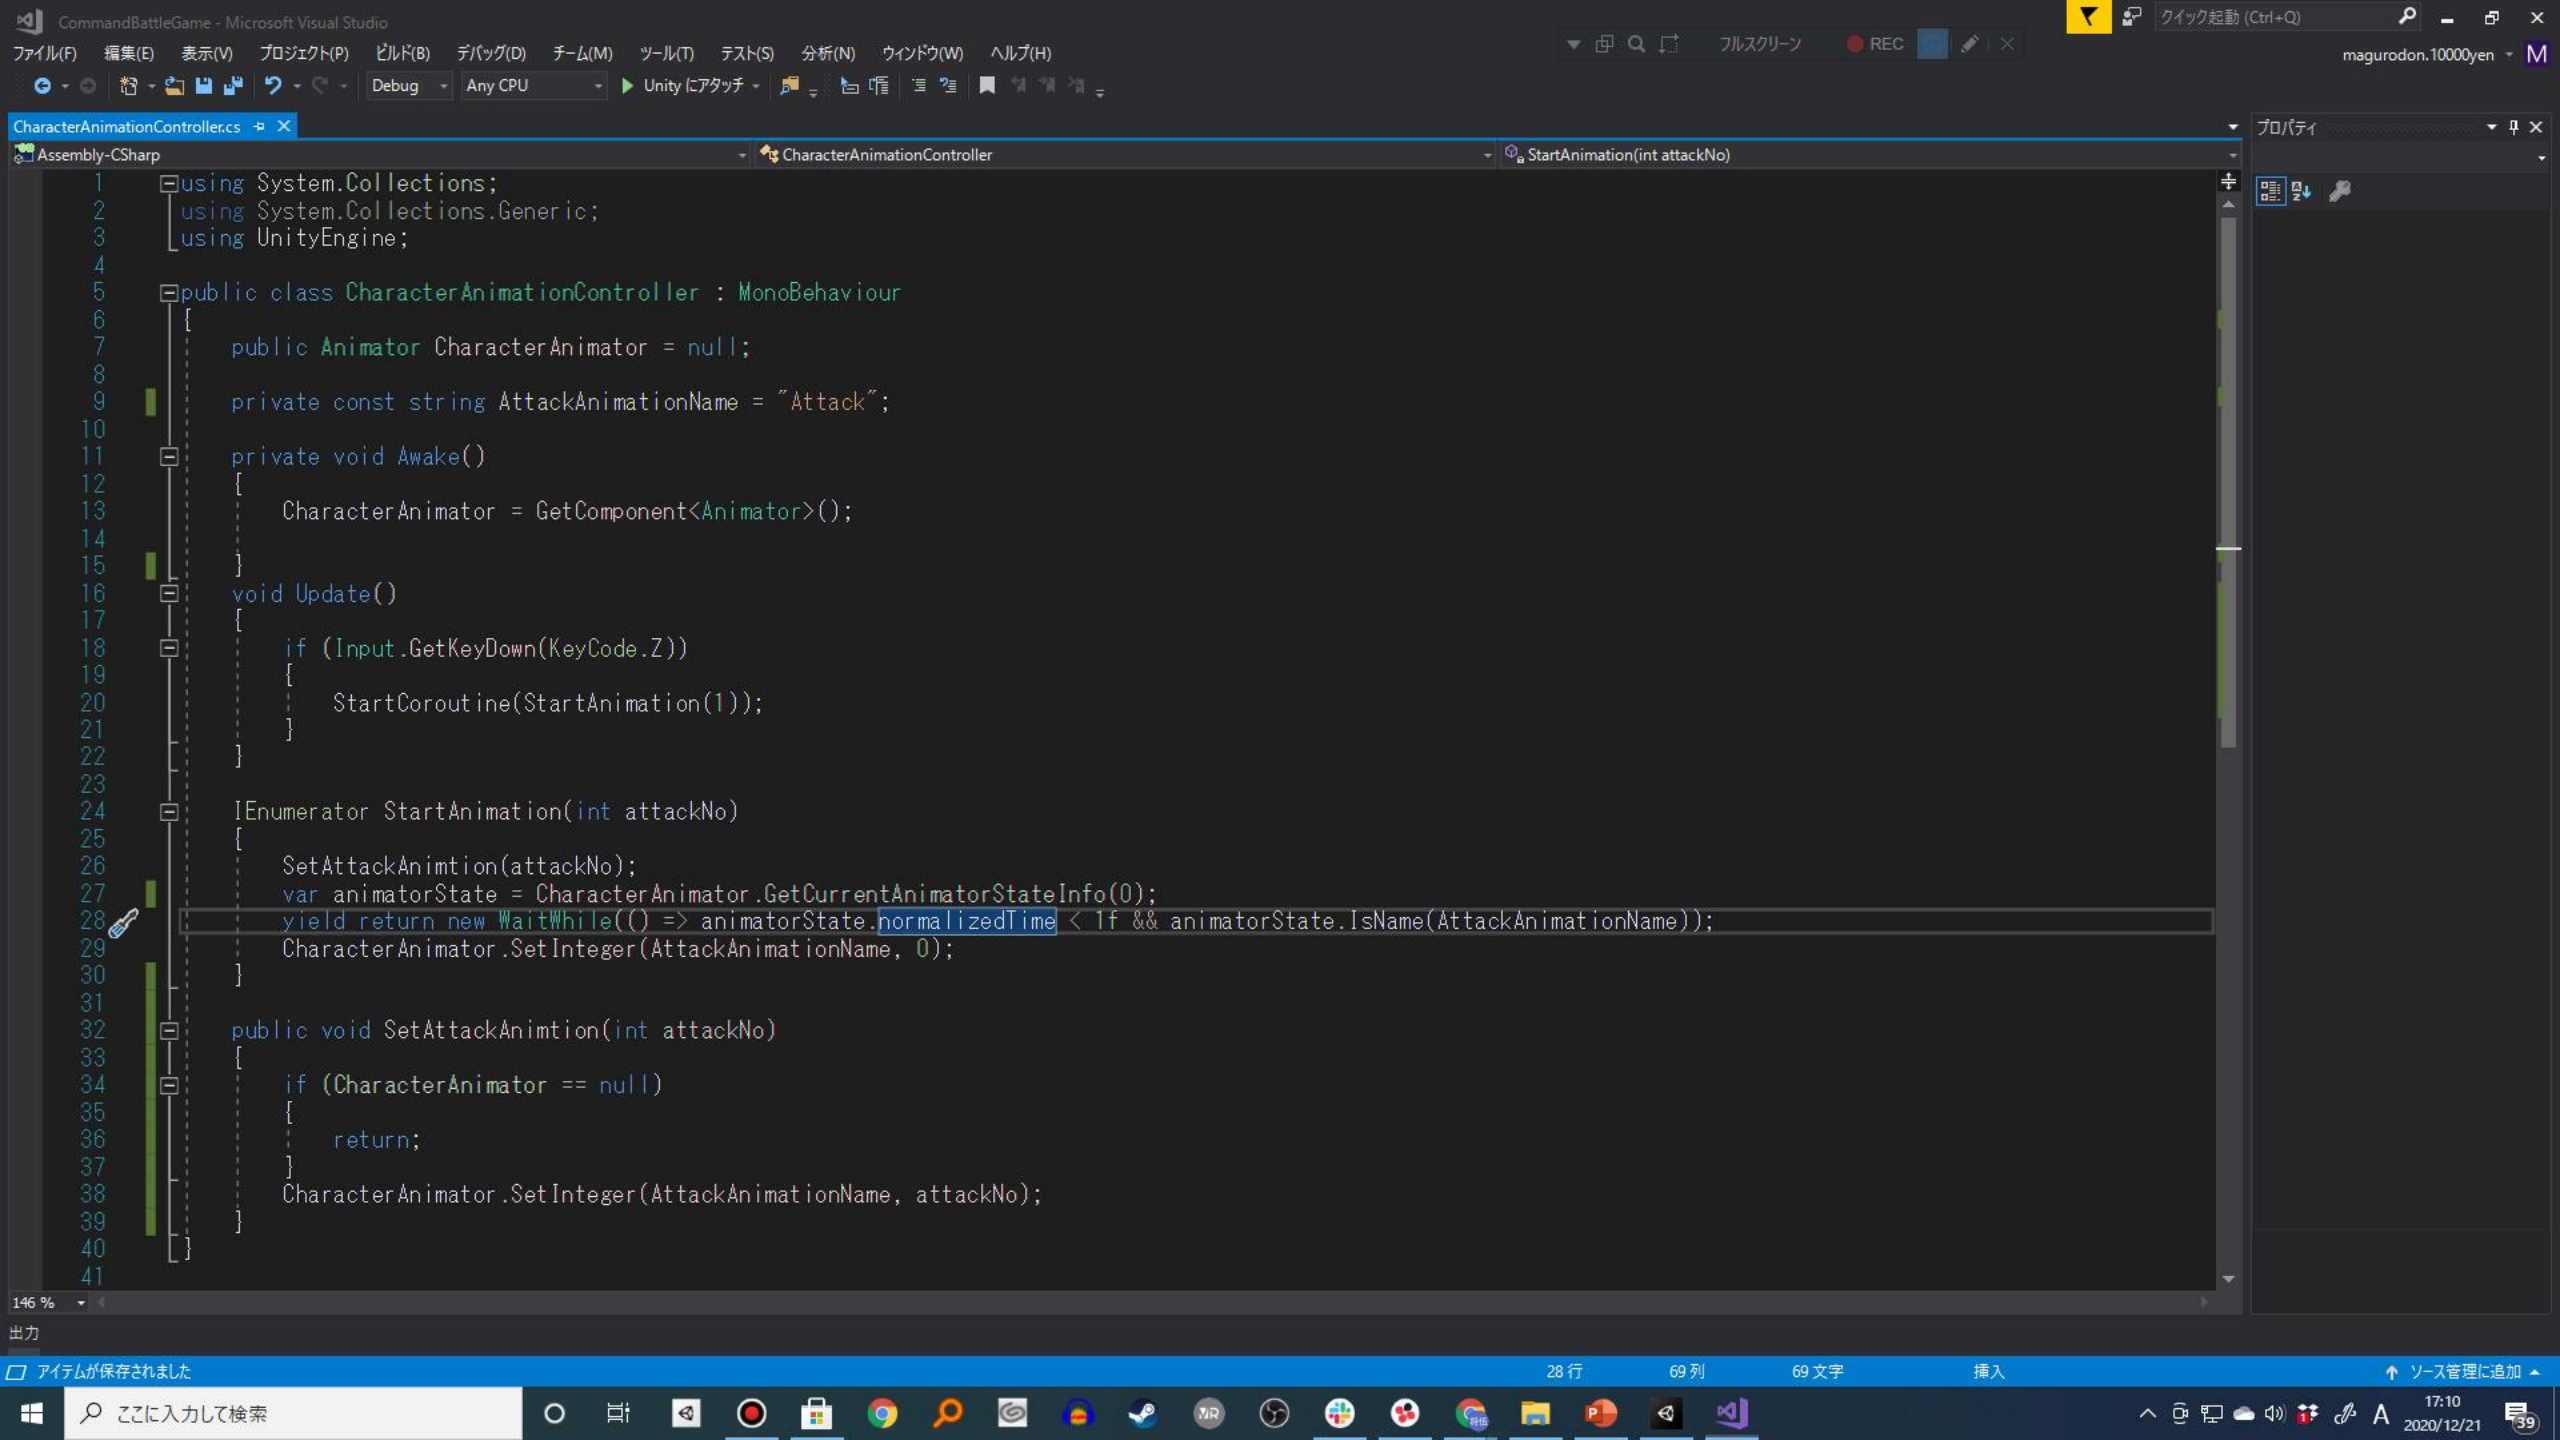 CommandBattleGame - Microsoft Visual Studio
クイック起動 (Ctrl+Q)
ファイル(F) 編集(E) 表示(V) プロジェクト(P) ビルド(B) デバッグ(D) チーム(M) ツール(T) テスト(S) 分析(N) ウィンドウ(W) ヘルプ(H)
フルスクリーン REC
magurodon.10000yen M
Debug Any CPU Unity にアタッチ
CharacterAnimationController.cs
プロパティ
Assembly-CSharp CharacterAnimationController StartAnimation(int attackNo)
1 using System.Collections;
2 using System.Collections.Generic;
3 using UnityEngine;
4
5 public class CharacterAnimationController : MonoBehaviour
6 {
7 public Animator CharacterAnimator = null;
8
9 private const string AttackAnimationName = "Attack";
10
11 private void Awake()
12 {
13 CharacterAnimator = GetComponent<Animator>();
14
15 }
16 void Update()
17 {
18 if (Input.GetKeyDown(KeyCode.Z))
19 {
20 StartCoroutine(StartAnimation(1));
21 }
22 }
23
24 IEnumerator StartAnimation(int attackNo)
25 {
26 SetAttackAnimtion(attackNo);
27 var animatorState = CharacterAnimator.GetCurrentAnimatorStateInfo(0);
28 yield return new WaitWhile(() => animatorState.normalizedTime < 1f && animatorState.IsName(AttackAnimationName));
29 CharacterAnimator.SetInteger(AttackAnimationName, 0);
30 }
31
32 public void SetAttackAnimtion(int attackNo)
33 {
34 if (CharacterAnimator == null)
35 {
36 return;
37 }
38 CharacterAnimator.SetInteger(AttackAnimationName, attackNo);
39 }
40 }
41
146 %
出力
アイテムが保存されました 28 行 69 列 69 文字 挿入 ソース管理に追加
ここに入力して検索
A 17:10
2020/12/21 39